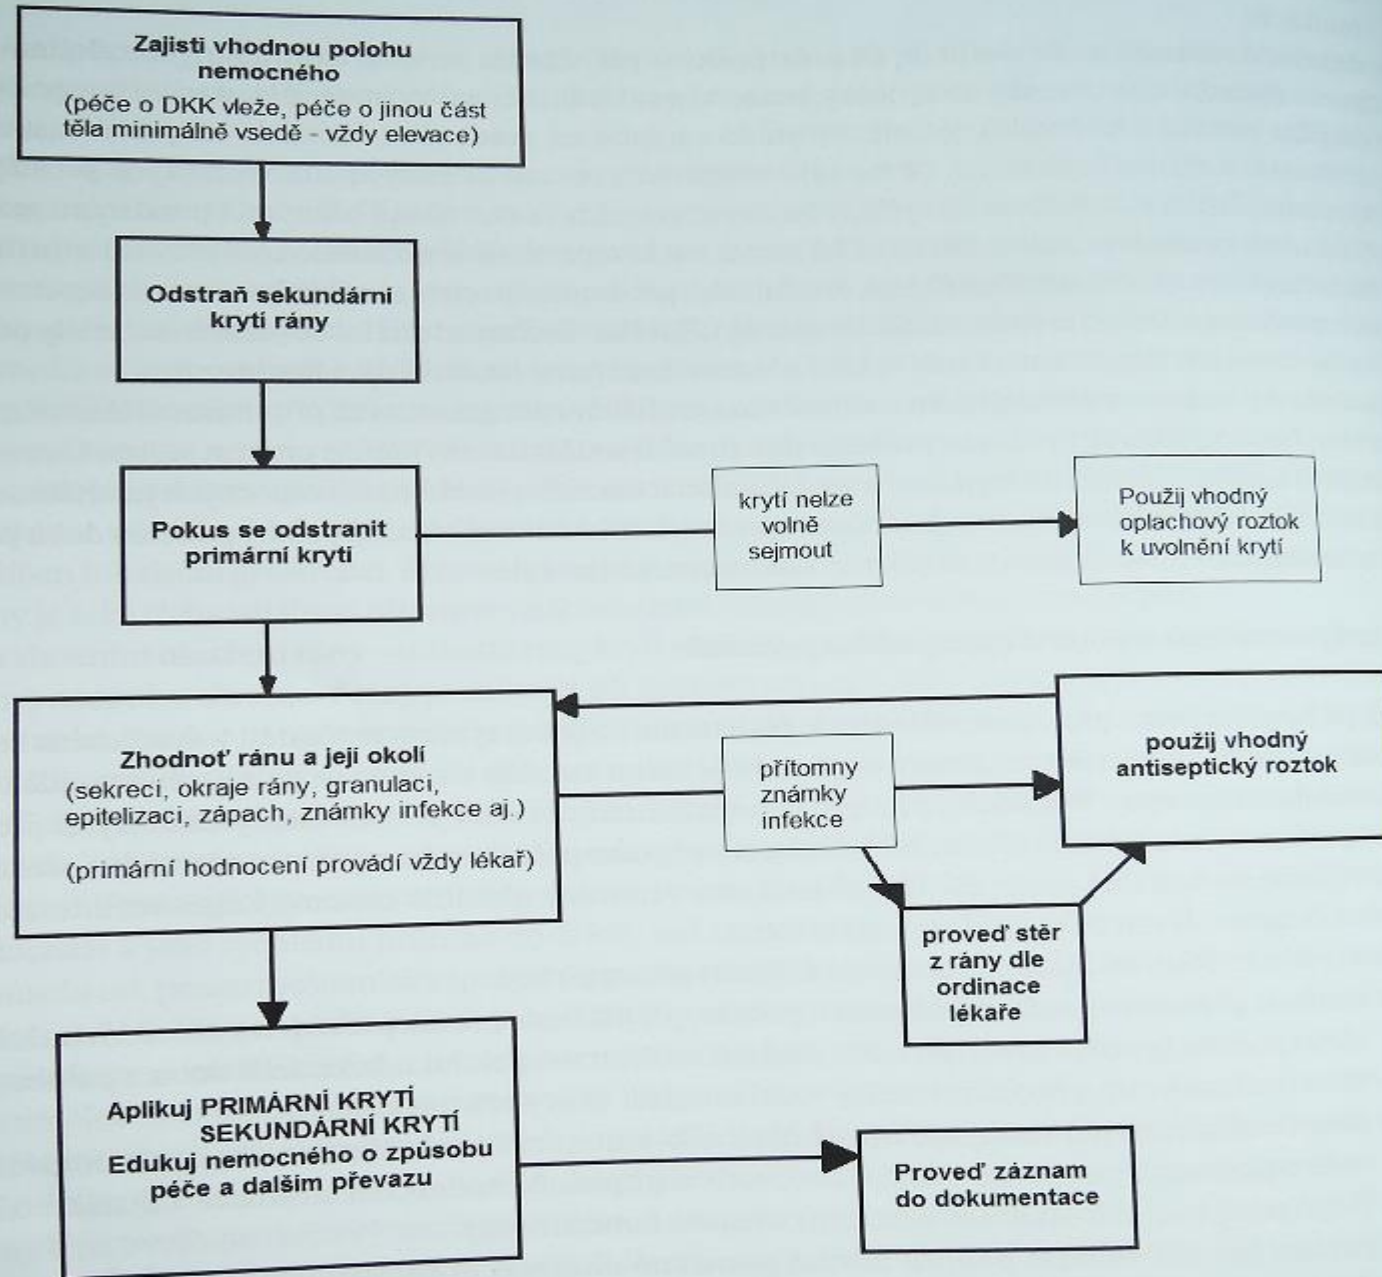 Zajisti vhodnou polohu
nemocného
(péče o DKK vleže, péče o jinou část
těla minimálně vsedě - vždy elevace)
Odstraň sekundární
krytí rány
Pokus se odstranit
primární krytí
krytí nelze
volně
sejmout
Použij vhodný
oplachový roztok
k uvolnění krytí
Zhodnoť ránu a její okolí
(sekreci, okraje rány, granulaci,
epitelizaci, zápach, známky infekce aj.)
(primární hodnocení provádí vždy lékař)
přítomny
známky
infekce
použij vhodný
antiseptický roztok
proveď stěr
z rány dle
ordinace
lékaře
Aplikuj PRIMÁRNÍ KRYTÍ
SEKUNDÁRNÍ KRYTÍ
Edukuj nemocného o způsobu
péče a dalším převazu
Proveď záznam
do dokumentace